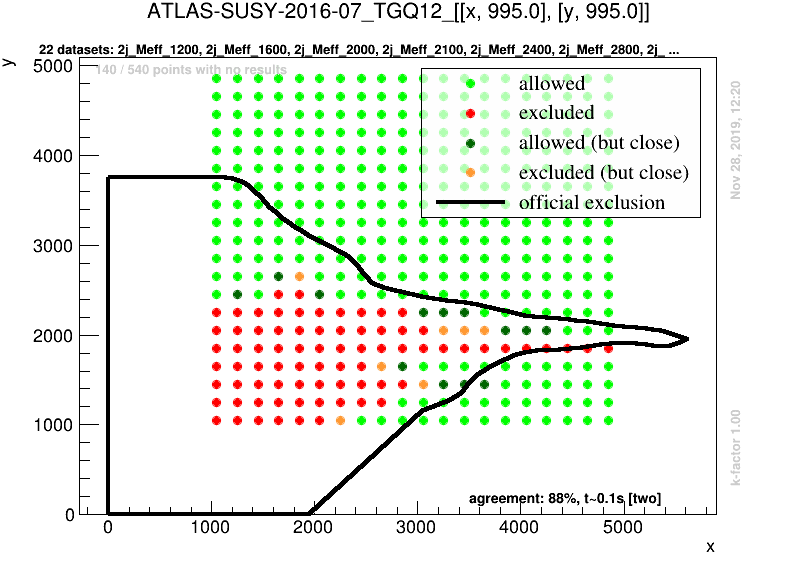 ATLAS-SUSY-2016-07_TGQ12_[[x, 995.0], [y, 995.0]]
22 datasets: 2j_Meff_1200, 2j_Meff_1600, 2j_Meff_2000, 2j_Meff_2100, 2j_Meff_2400, 2j_Meff_2800, 2j_ ...
y
140 / 540 points with no results
5000
4000
3000
2000
1000
0
allowed
excluded
allowed (but close)
excluded (but close)
official exclusion
agreement: 88%, t~0.1s [two]
0 1000 2000 3000 4000 5000
x
Nov 28, 2019, 12:20
k-factor 1.00